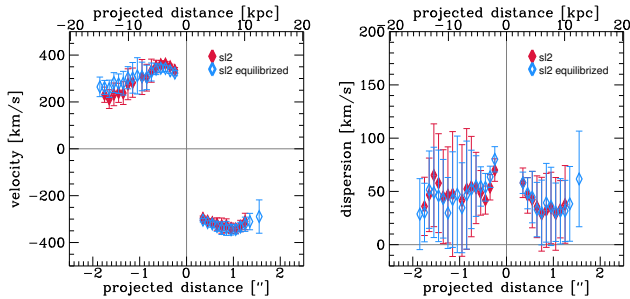 projected distance [kpc]
-20 -10 0 10 20
400
200
0
-200
-400
velocity [km/s]
sl2
sl2 equilibrized
-2 -1 0 1 2
projected distance ["]
projected distance [kpc]
-20 -10 0 10 20
200
150
100
50
0
dispersion [km/s]
sl2
sl2 equilibrized
-2 -1 0 1 2
projected distance ["]